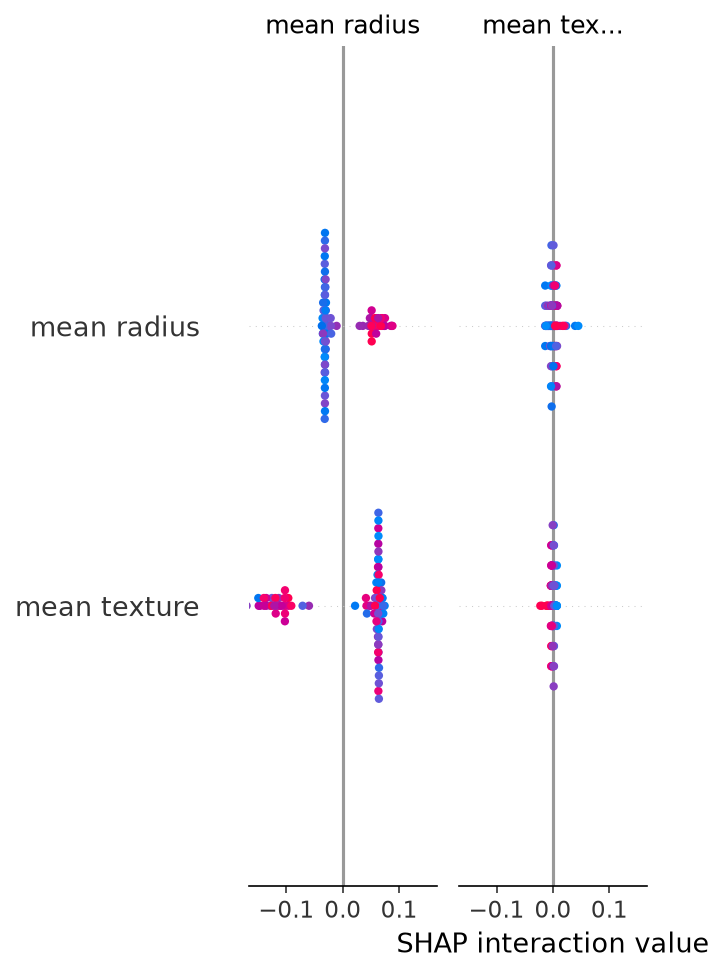 mean radius mean tex...
mean radius
mean texture
−0.1 0.0 0.1 −0.1 0.0 0.1
SHAP interaction value